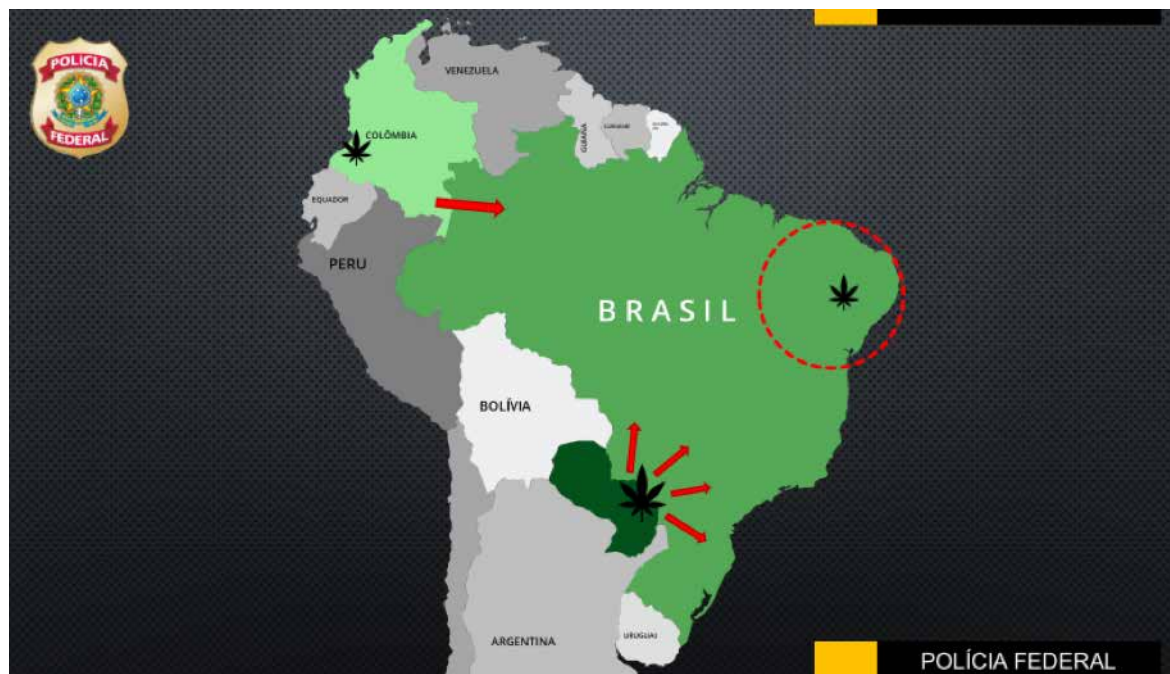 POLÍCIA
FEDERAL
VENEZUELA
GUIANA
SURINAME
COLÔMBIA
EQUADOR
PERU
BRASIL
BOLÍVIA
ARGENTINA
URUGUAI
POLÍCIA FEDERAL